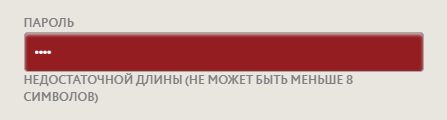 ПАРОЛЬ
••••
НЕДОСТАТОЧНОЙ ДЛИНЫ (НЕ МОЖЕТ БЫТЬ МЕНЬШЕ 8
СИМВОЛОВ)